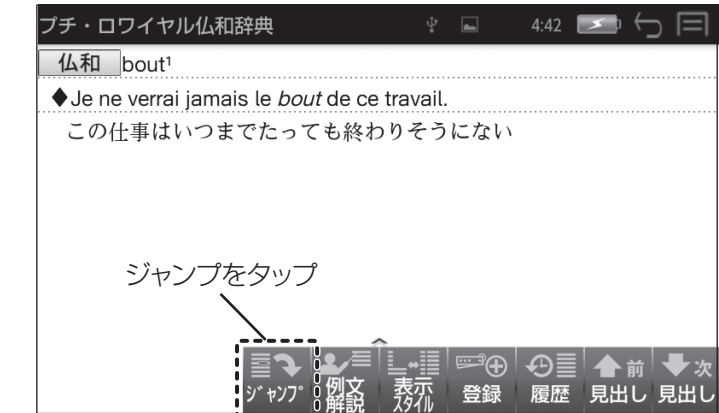 プチ・ロワイヤル仏和辞典 4:42
仏和 bout¹
◆Je ne verrai jamais le bout de ce travail.
この仕事はいつまでたっても終わりそうにない
ジャンプをタップ
ジャンプ 例文解説 表示スタイル 登録 履歴 前見出し 次見出し